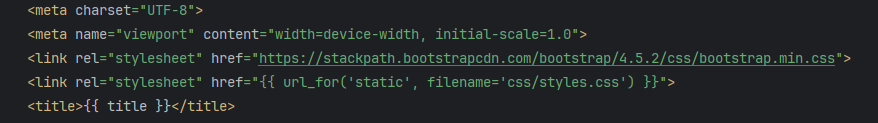 <meta charset="UTF-8">
<meta name="viewport" content="width=device-width, initial-scale=1.0">
<link rel="stylesheet" href="https://stackpath.bootstrapcdn.com/bootstrap/4.5.2/css/bootstrap.min.css">
<link rel="stylesheet" href="{{ url_for('static', filename='css/styles.css') }}">
<title>{{ title }}</title>